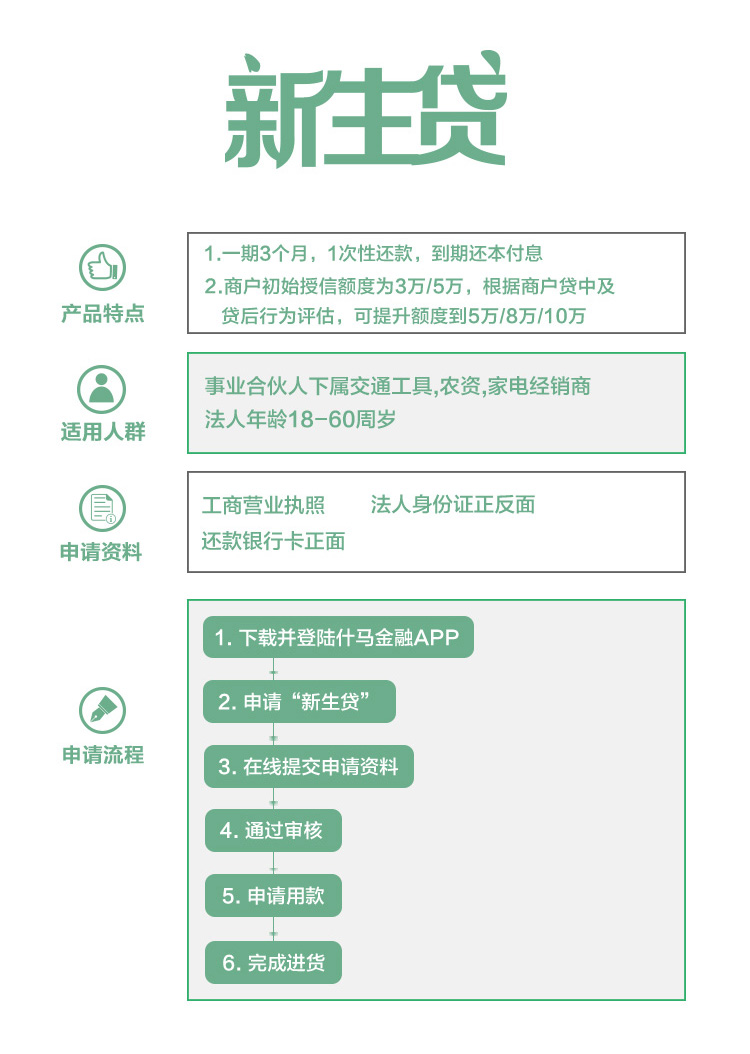 新生贷
产品特点
1.一期3个月，1次性还款，到期还本付息
2.商户初始授信额度为3万/5万，根据商户贷中及
贷后行为评估，可提升额度到5万/8万/10万
适用人群
事业合伙人下属交通工具,农资,家电经销商
法人年龄18-60周岁
申请资料
工商营业执照 法人身份证正反面
还款银行卡正面
申请流程
1. 下载并登陆什马金融APP
2. 申请“新生贷”
3. 在线提交申请资料
4. 通过审核
5. 申请用款
6. 完成进货